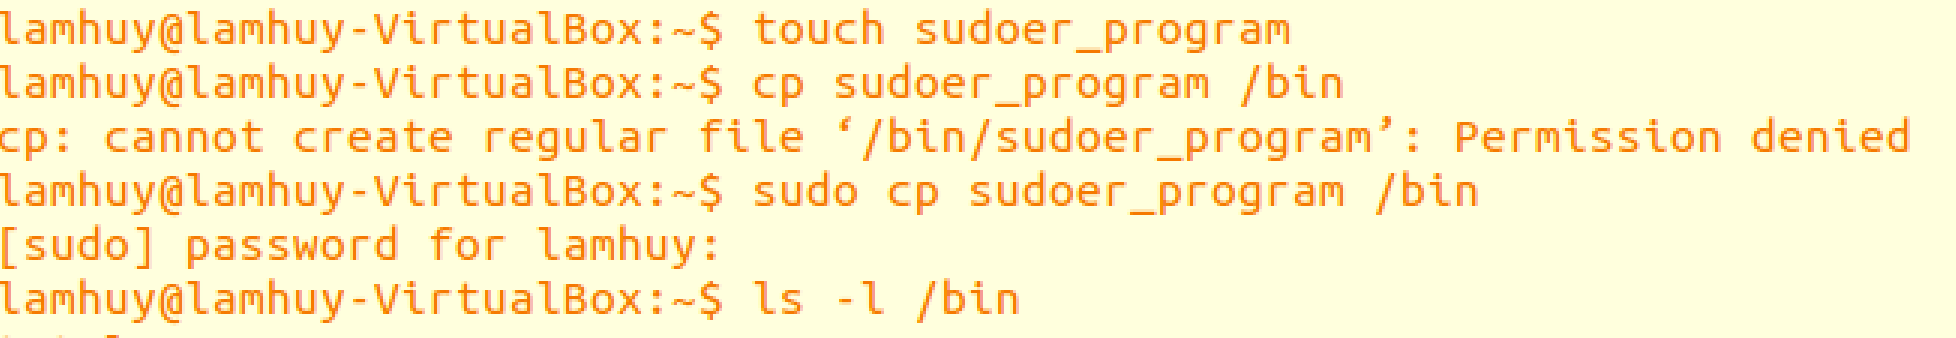 lamhuy@lamhuy-VirtualBox:~$ touch sudoer_program
lamhuy@lamhuy-VirtualBox:~$ cp sudoer_program /bin
cp: cannot create regular file ‘/bin/sudoer_program’: Permission denied
lamhuy@lamhuy-VirtualBox:~$ sudo cp sudoer_program /bin
[sudo] password for lamhuy:
lamhuy@lamhuy-VirtualBox:~$ ls -l /bin